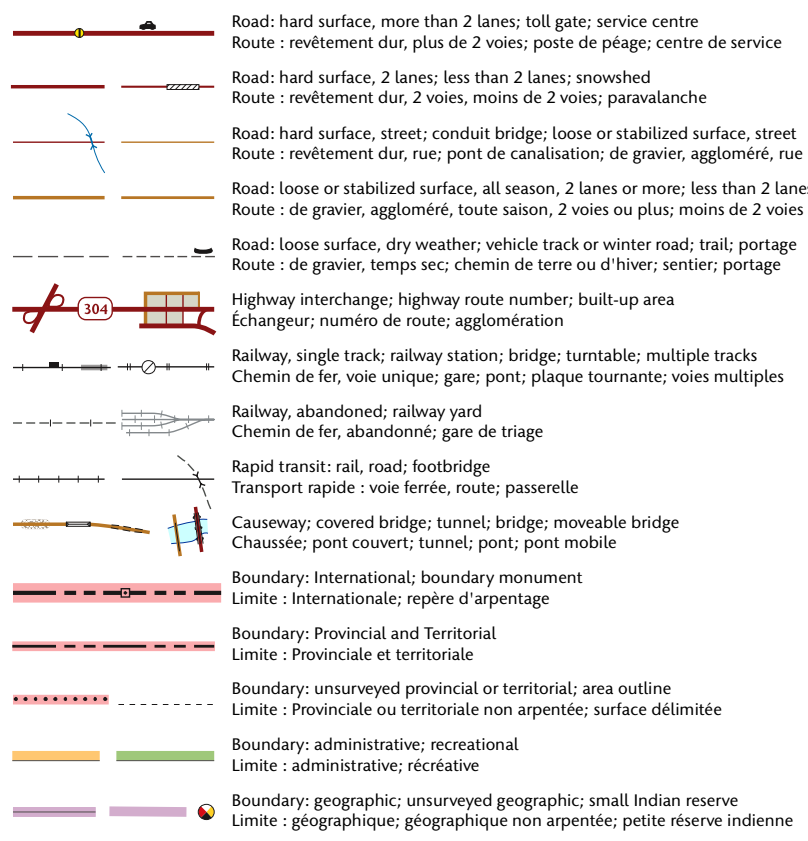 Road: hard surface, more than 2 lanes; toll gate; service centre
Route : revêtement dur, plus de 2 voies; poste de péage; centre de service
Road: hard surface, 2 lanes; less than 2 lanes; snowshed
Route : revêtement dur, 2 voies, moins de 2 voies; paravalanche
Road: hard surface, street; conduit bridge; loose or stabilized surface, street
Route : revêtement dur, rue; pont de canalisation; de gravier, aggloméré, rue
Road: loose or stabilized surface, all season, 2 lanes or more; less than 2 lanes
Route : de gravier, aggloméré, toute saison, 2 voies ou plus; moins de 2 voies
Road: loose surface, dry weather; vehicle track or winter road; trail; portage
Route : de gravier, temps sec; chemin de terre ou d'hiver; sentier; portage
304
Highway interchange; highway route number; built-up area
Échangeur; numéro de route; agglomération
Railway, single track; railway station; bridge; turntable; multiple tracks
Chemin de fer, voie unique; gare; pont; plaque tournante; voies multiples
Railway, abandoned; railway yard
Chemin de fer, abandonné; gare de triage
Rapid transit: rail, road; footbridge
Transport rapide : voie ferrée, route; passerelle
Causeway; covered bridge; tunnel; bridge; moveable bridge
Chaussée; pont couvert; tunnel; pont; pont mobile
Boundary: International; boundary monument
Limite : Internationale; repère d'arpentage
Boundary: Provincial and Territorial
Limite : Provinciale et territoriale
Boundary: unsurveyed provincial or territorial; area outline
Limite : Provinciale ou territoriale non arpentée; surface délimitée
Boundary: administrative; recreational
Limite : administrative; récréative
Boundary: geographic; unsurveyed geographic; small Indian reserve
Limite : géographique; géographique non arpentée; petite réserve indienne